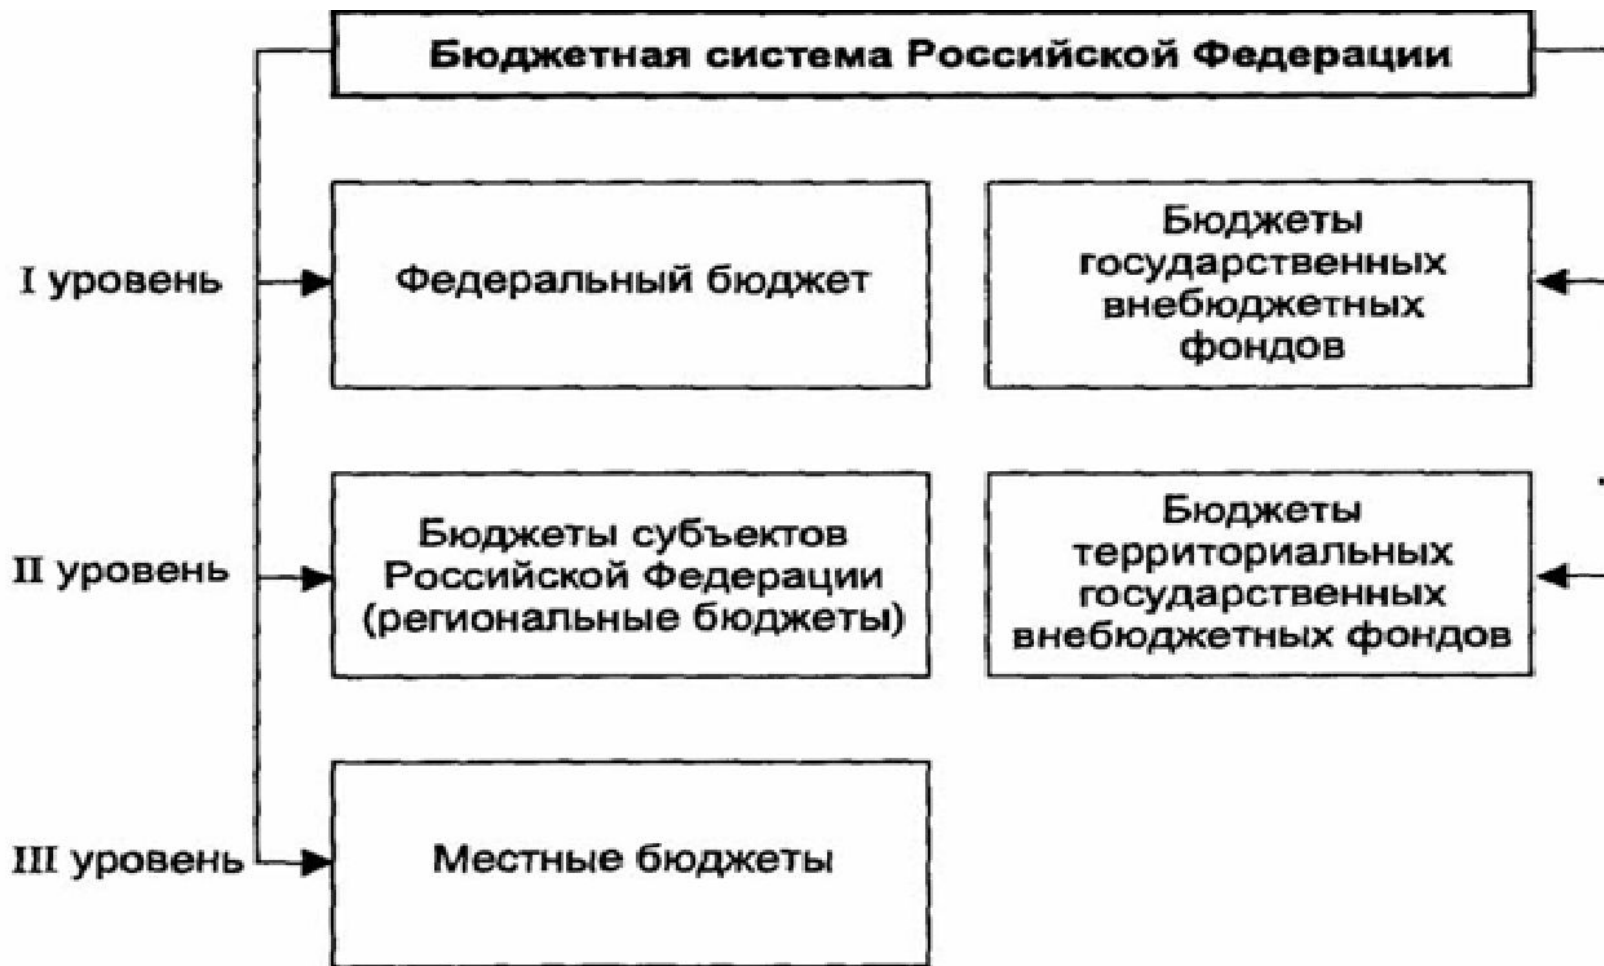 Бюджетная система Российской Федерации
I уровень
Федеральный бюджет
Бюджеты
государственных
внебюджетных
фондов
II уровень
Бюджеты субъектов
Российской Федерации
(региональные бюджеты)
Бюджеты
территориальных
государственных
внебюджетных фондов
III уровень
Местные бюджеты